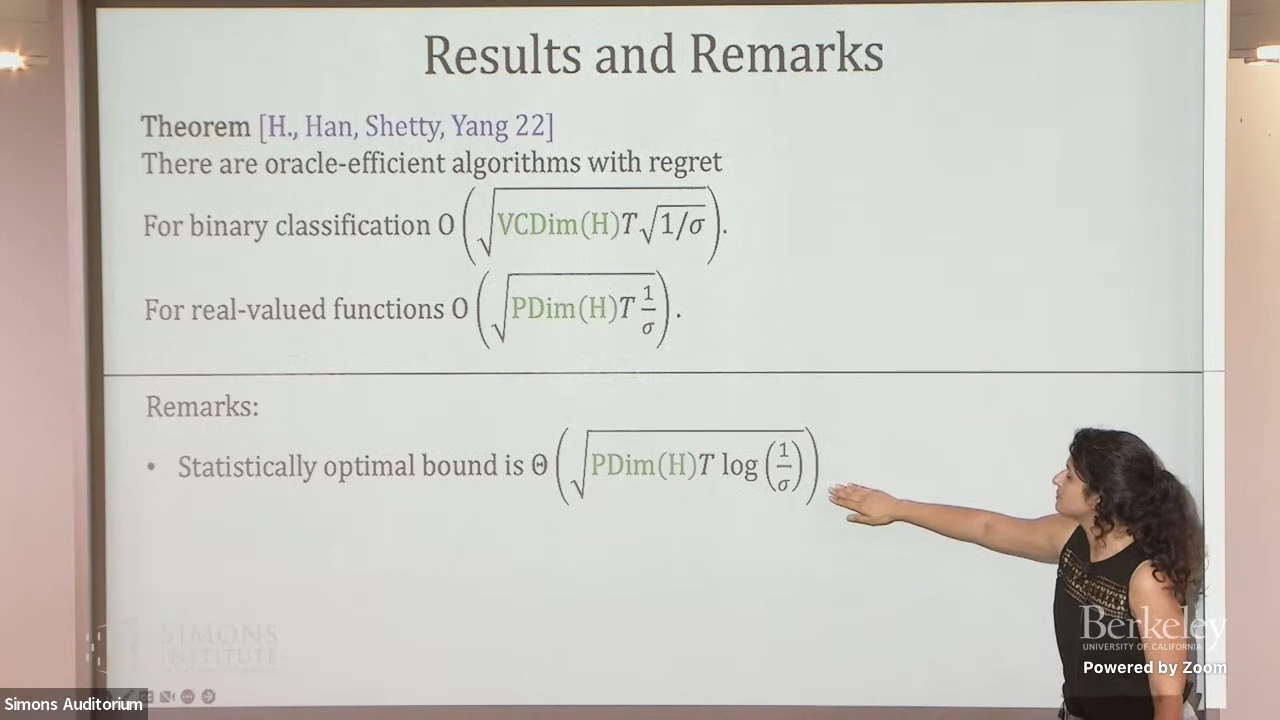 Results and Remarks
Theorem [H., Han, Shetty, Yang 22]
There are oracle-efficient algorithms with regret
For binary classification O(√(VCDim(H)T√(1/σ))).
For real-valued functions O(√(PDim(H)T 1/σ)).
Remarks:
• Statistically optimal bound is Θ(√(PDim(H)T log(1/σ)))
SIMONS
INSTITUTE
Berkeley
UNIVERSITY OF CALIFORNIA
Powered by Zoom
Simons Auditorium